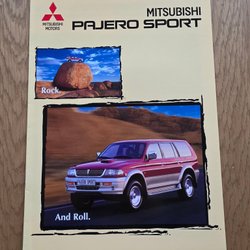 MITSUBISHI
MOTORS
MITSUBISHI
PAJERO SPORT
Rock.
And Roll.